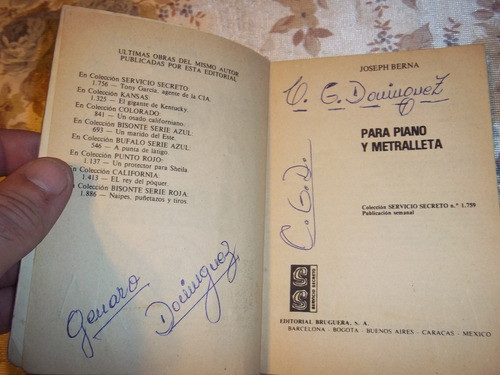 ULTIMAS OBRAS DEL MISMO AUTOR
PUBLICADAS POR ESTA EDITORIAL
En Colección SERVICIO SECRETO:
1.756 — Tony García, agente de la CIA.
En Colección KANSAS:
1.325 — El gigante de Kentucky.
En Colección COLORADO:
841 — Un osado californiano.
En Colección BISONTE SERIE AZUL:
693 — Un marido del Este.
En Colección BUFALO SERIE AZUL:
546 — A punta de látigo.
En Colección PUNTO ROJO:
1.137 — Un protector para Sheila
En Colección CALIFORNIA:
1.413 — El rey del póquer.
En Colección BISONTE SERIE ROJA:
1.886 — Naipes, puñetazos y tiros.
Genaro Dominguez
JOSEPH BERNA
G. Dominguez
PARA PIANO
Y METRALLETA
C. G. D.
Colección SERVICIO SECRETO n.º 1.759
Publicación semanal
SERVICIO SECRETO
EDITORIAL BRUGUERA, S. A.
BARCELONA - BOGOTA - BUENOS AIRES - CARACAS - MEXICO